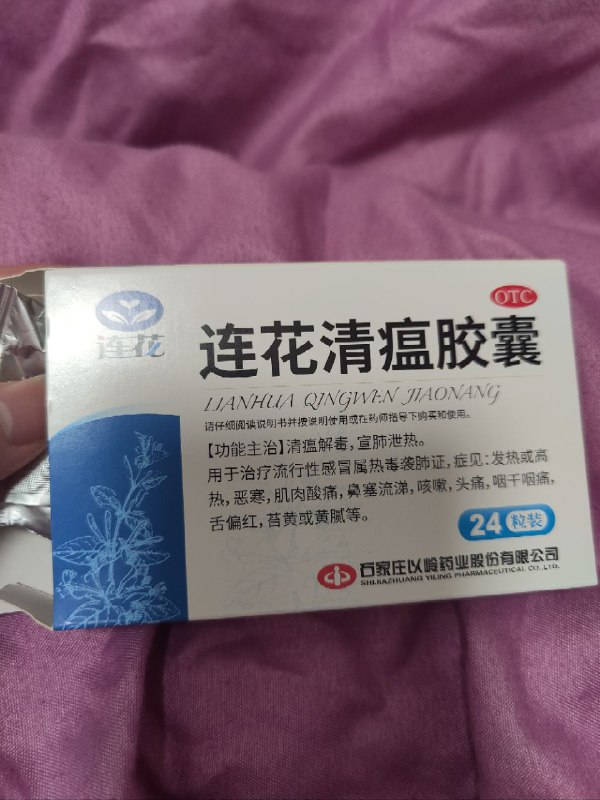 OTC
连花
连花清瘟胶囊
LIANHUA QINGWEN JIAONANG
请仔细阅读说明书并按说明使用或在药师指导下购买和使用。
【功能主治】清瘟解毒，宣肺泄热。
用于治疗流行性感冒属热毒袭肺证，症见：发热或高
热，恶寒，肌肉酸痛，鼻塞流涕，咳嗽，头痛，咽干咽痛，
舌偏红，苔黄或黄腻等。
24粒装
石家庄以岭药业股份有限公司
SHIJIAZHUANG YILING PHARMACEUTICAL CO.,LTD.